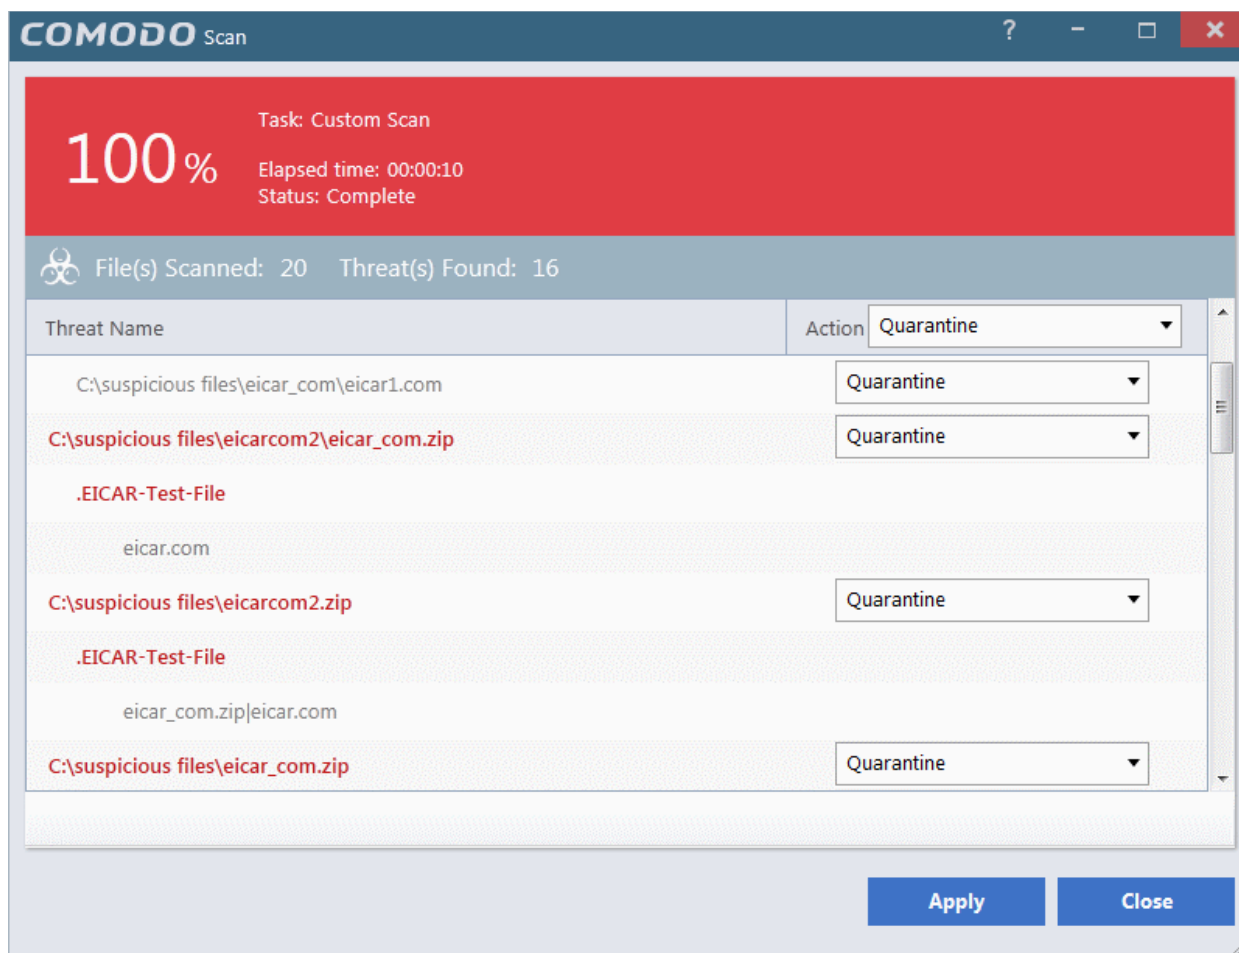 COMODO Scan ?
100 %
Task: Custom Scan
Elapsed time: 00:00:10
Status: Complete
File(s) Scanned: 20 Threat(s) Found: 16
Threat Name Action Quarantine
C:\suspicious files\eicar_com\eicar1.com Quarantine
C:\suspicious files\eicarcom2\eicar_com.zip Quarantine
.EICAR-Test-File
eicar.com
C:\suspicious files\eicarcom2.zip Quarantine
.EICAR-Test-File
eicar_com.zip|eicar.com
C:\suspicious files\eicar_com.zip Quarantine
Apply Close